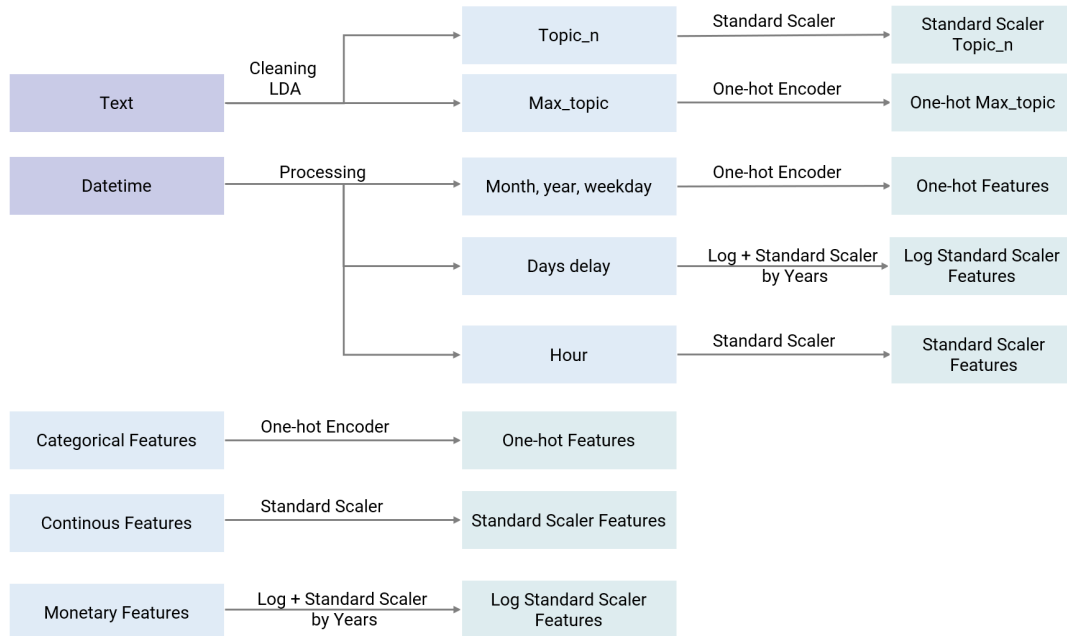 Topic_n
Standard Scaler
Standard Scaler
Topic_n
Text
Cleaning
LDA
Max_topic
One-hot Encoder
One-hot Max_topic
Datetime
Processing
Month, year, weekday
One-hot Encoder
One-hot Features
Days delay
Log + Standard Scaler
by Years
Log Standard Scaler
Features
Hour
Standard Scaler
Standard Scaler
Features
Categorical Features
One-hot Encoder
One-hot Features
Continous Features
Standard Scaler
Standard Scaler Features
Monetary Features
Log + Standard Scaler
by Years
Log Standard Scaler
Features